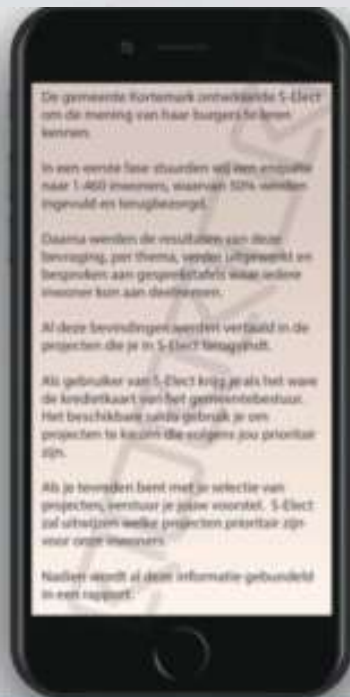 De gemeente Kortemark ontwikkelde S-Elect
om de mening van haar burgers te leren
kennen.
In een eerste fase stuurden wij een enquête
naar 1.460 inwoners, waarvan 50% werden
ingevuld en terugbezorgd.
Daarna werden de resultaten van deze
bevraging, per thema, verder uitgewerkt en
besproken aan gesprekstafels waar iedere
inwoner kon aan deelnemen.
Al deze bevindingen werden vertaald in de
projecten die je in S-Elect terugvindt.
Als gebruiker van S-Elect krijg je als het ware
de kredietkaart van het gemeentebestuur.
Het beschikbare saldo gebruik je om
projecten te kiezen die volgens jou prioritair
zijn.
Als je tevreden bent met je selectie van
projecten, verstuur je jouw voorstel. S-Elect
zal uitwijzen welke projecten prioritair zijn
voor onze inwoners.
Nadien wordt al deze informatie gebundeld
in een rapport.